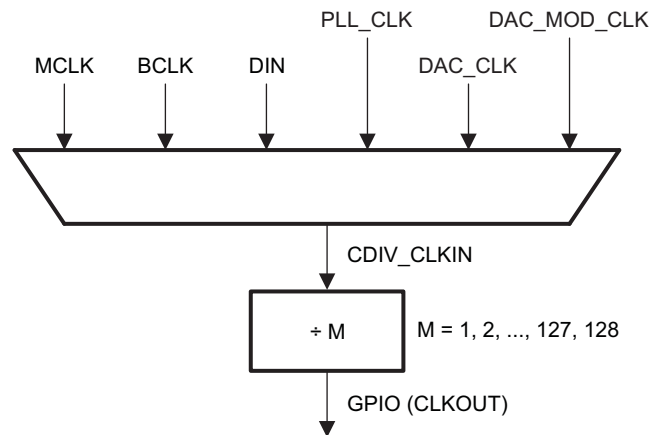 PLL_CLK
DAC_MOD_CLK
MCLK
BCLK
DIN
DAC_CLK
CDIV_CLKIN
÷ M
M = 1, 2, ..., 127, 128
GPIO (CLKOUT)